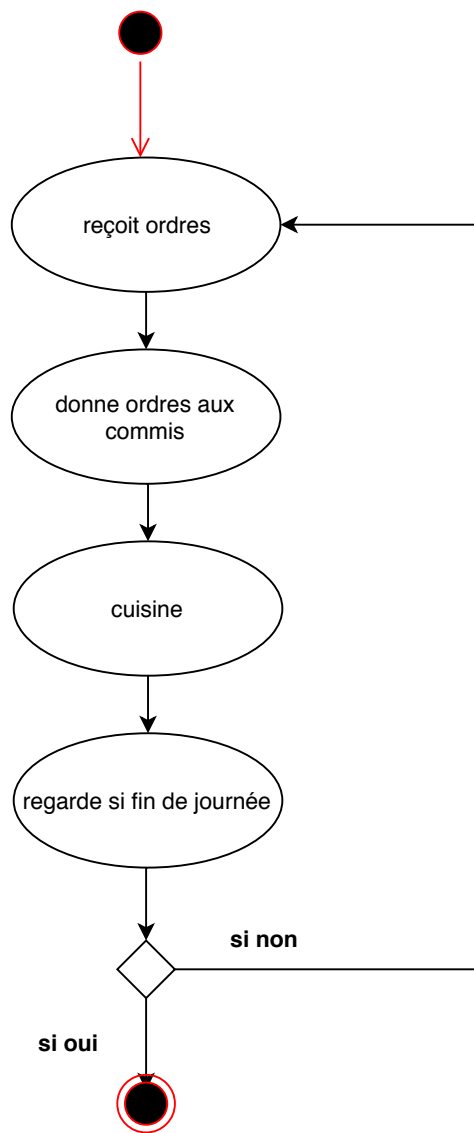 reçoit ordres
donne ordres aux
commis
cuisine
regarde si fin de journée
si non
si oui